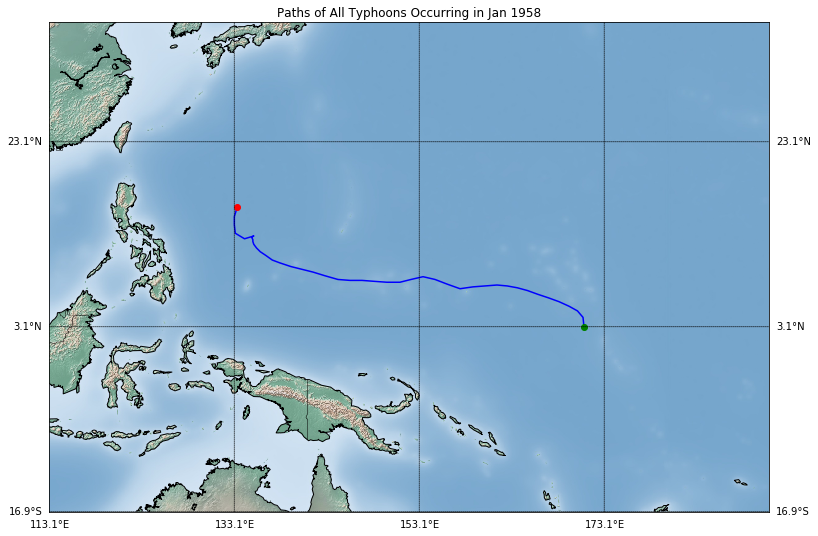 Paths of All Typhoons Occurring in Jan 1958
23.1°N 23.1°N
3.1°N 3.1°N
16.9°S 16.9°S
113.1°E 133.1°E 153.1°E 173.1°E